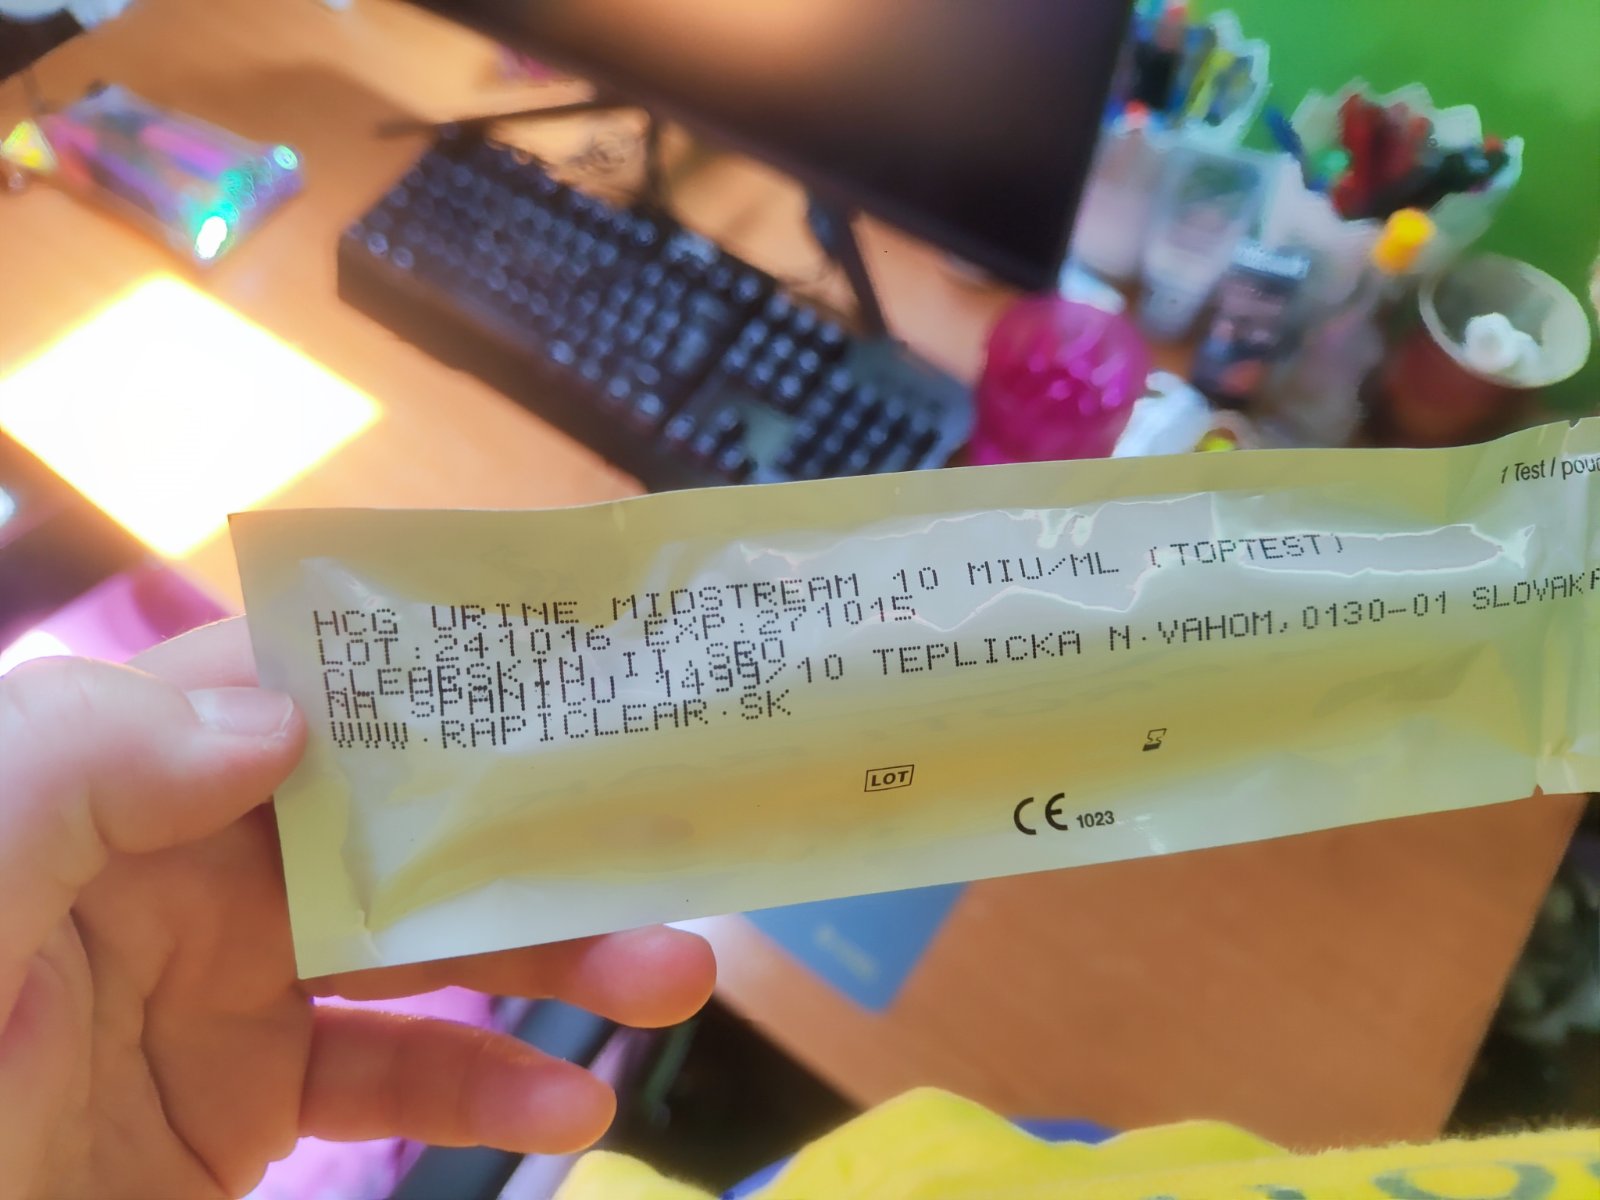 1 Test / pouc
HCG URINE MIDSTREAM 10 MIU/ML (TOPTEST)
LOT:241016 EXP:271015
CLEARSKIN II SRO
NA SPANICU 1499/10 TEPLICKA N.VAHOM,0130-01 SLOVAKA
WWW.RAPICLEAR.SK
LOT
CE 1023